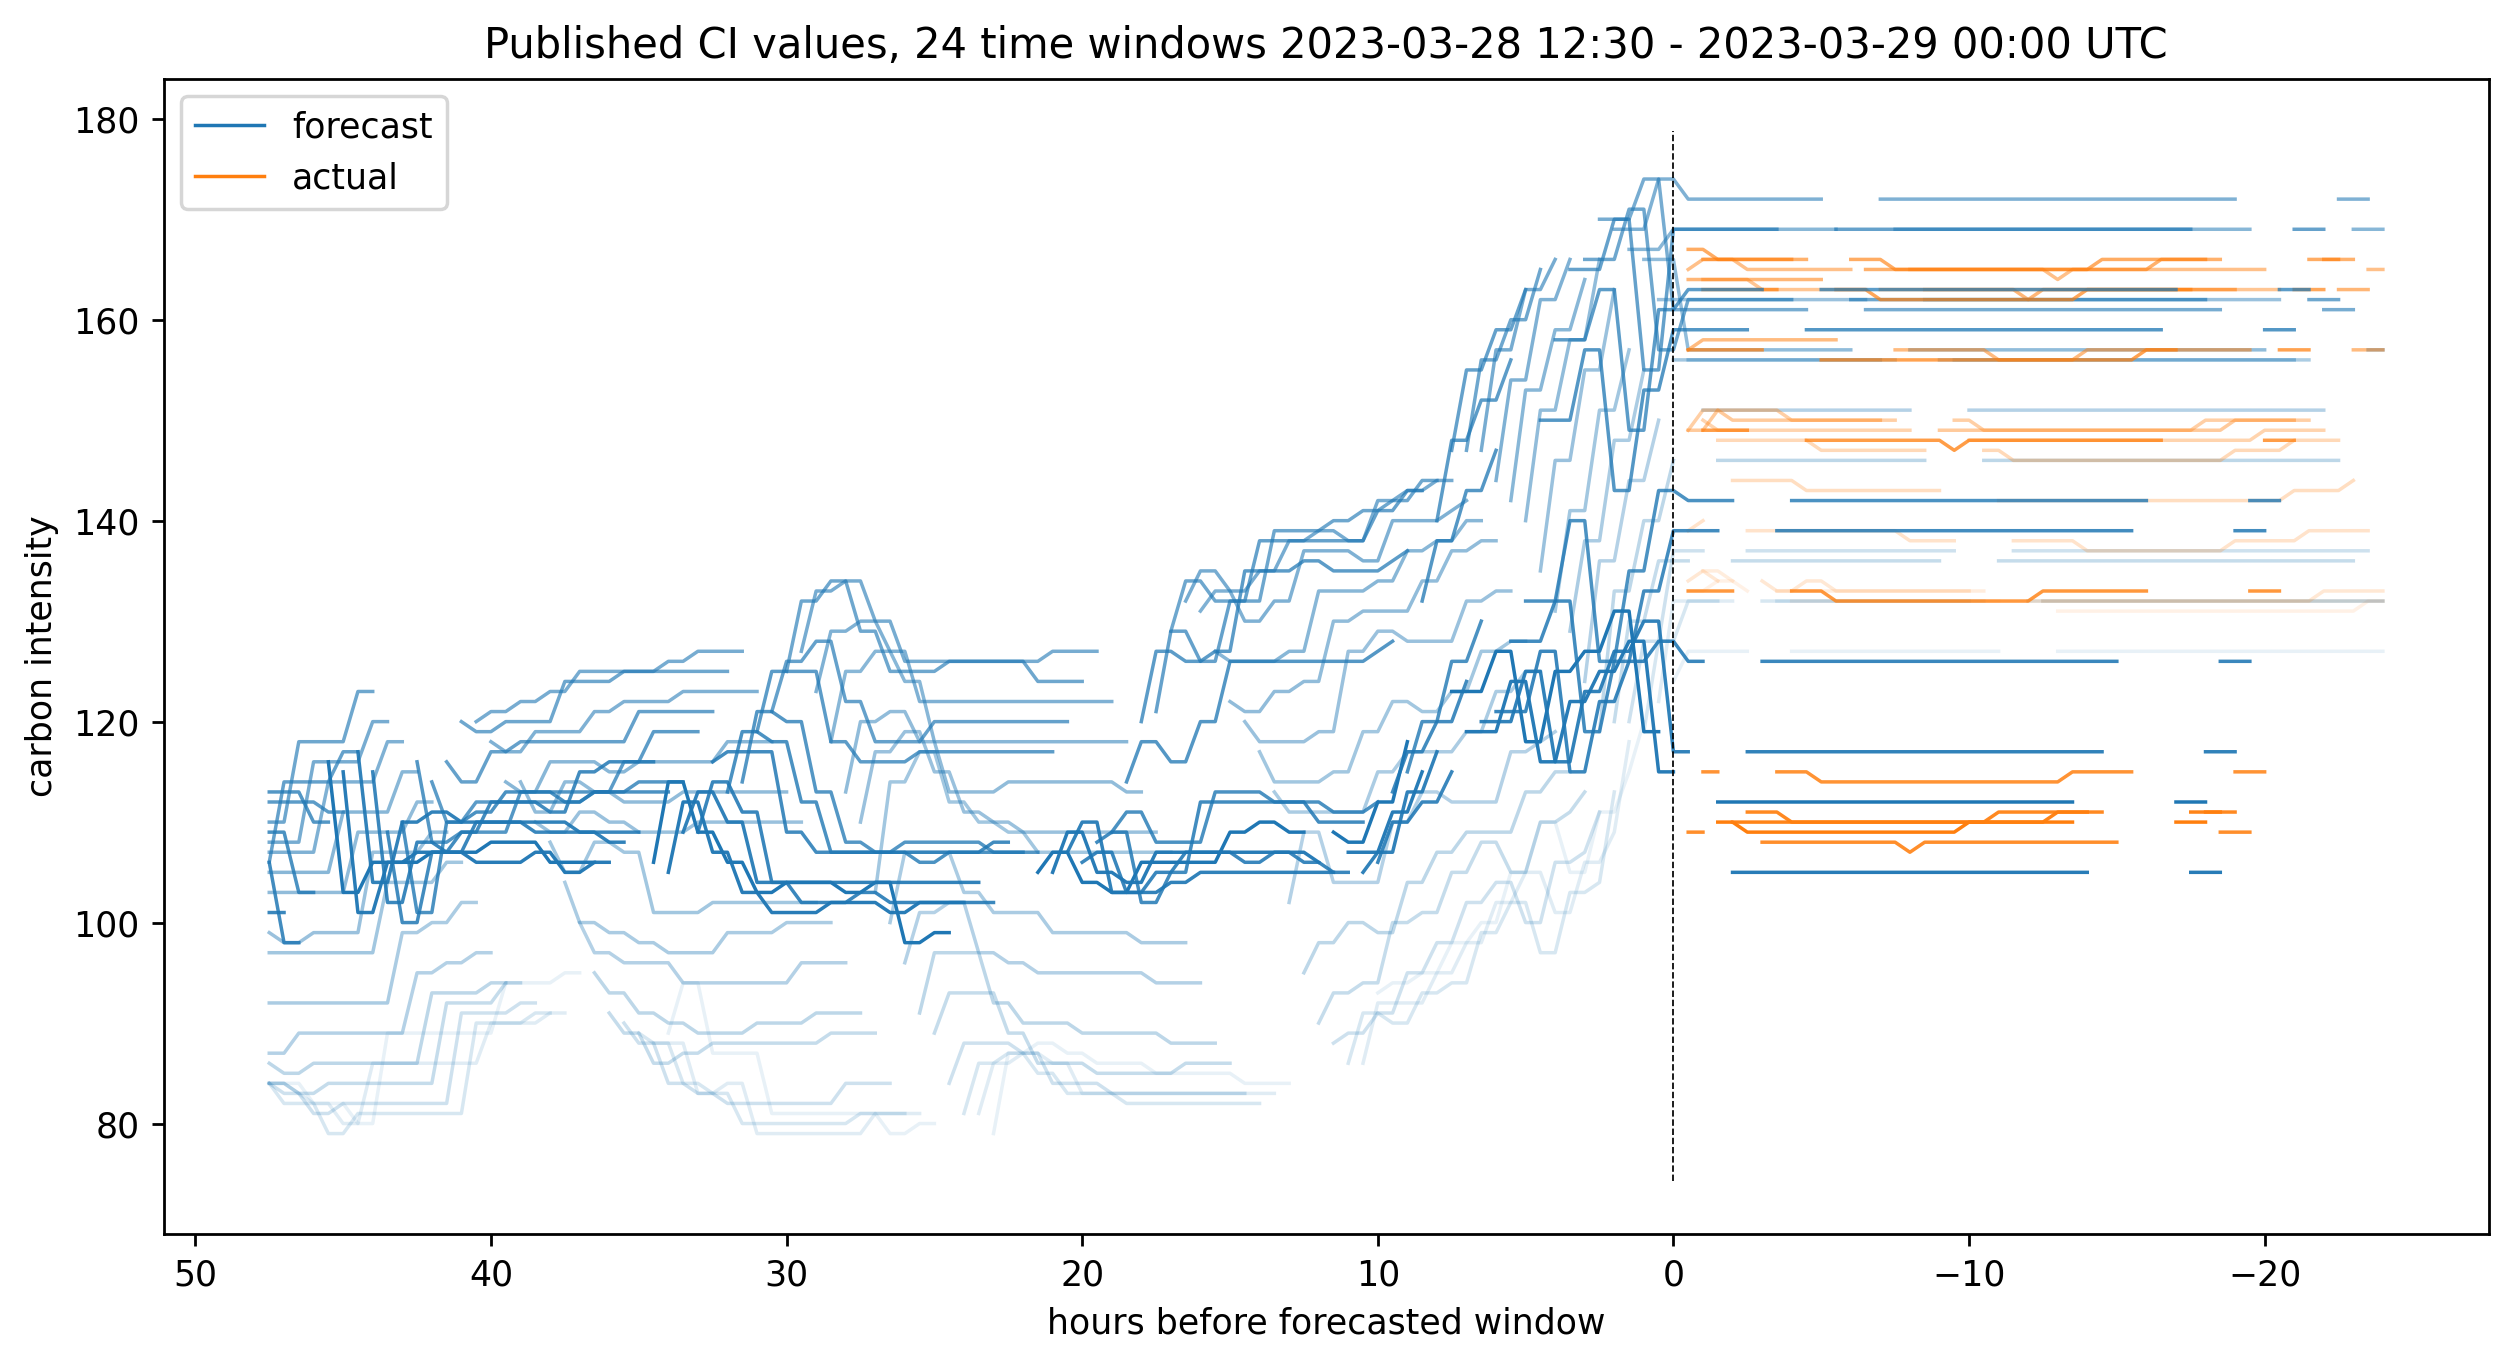 Published CI values, 24 time windows 2023-03-28 12:30 - 2023-03-29 00:00 UTC
forecast
actual
carbon intensity
180
160
140
120
100
80
50 40 30 20 10 0 −10 −20
hours before forecasted window